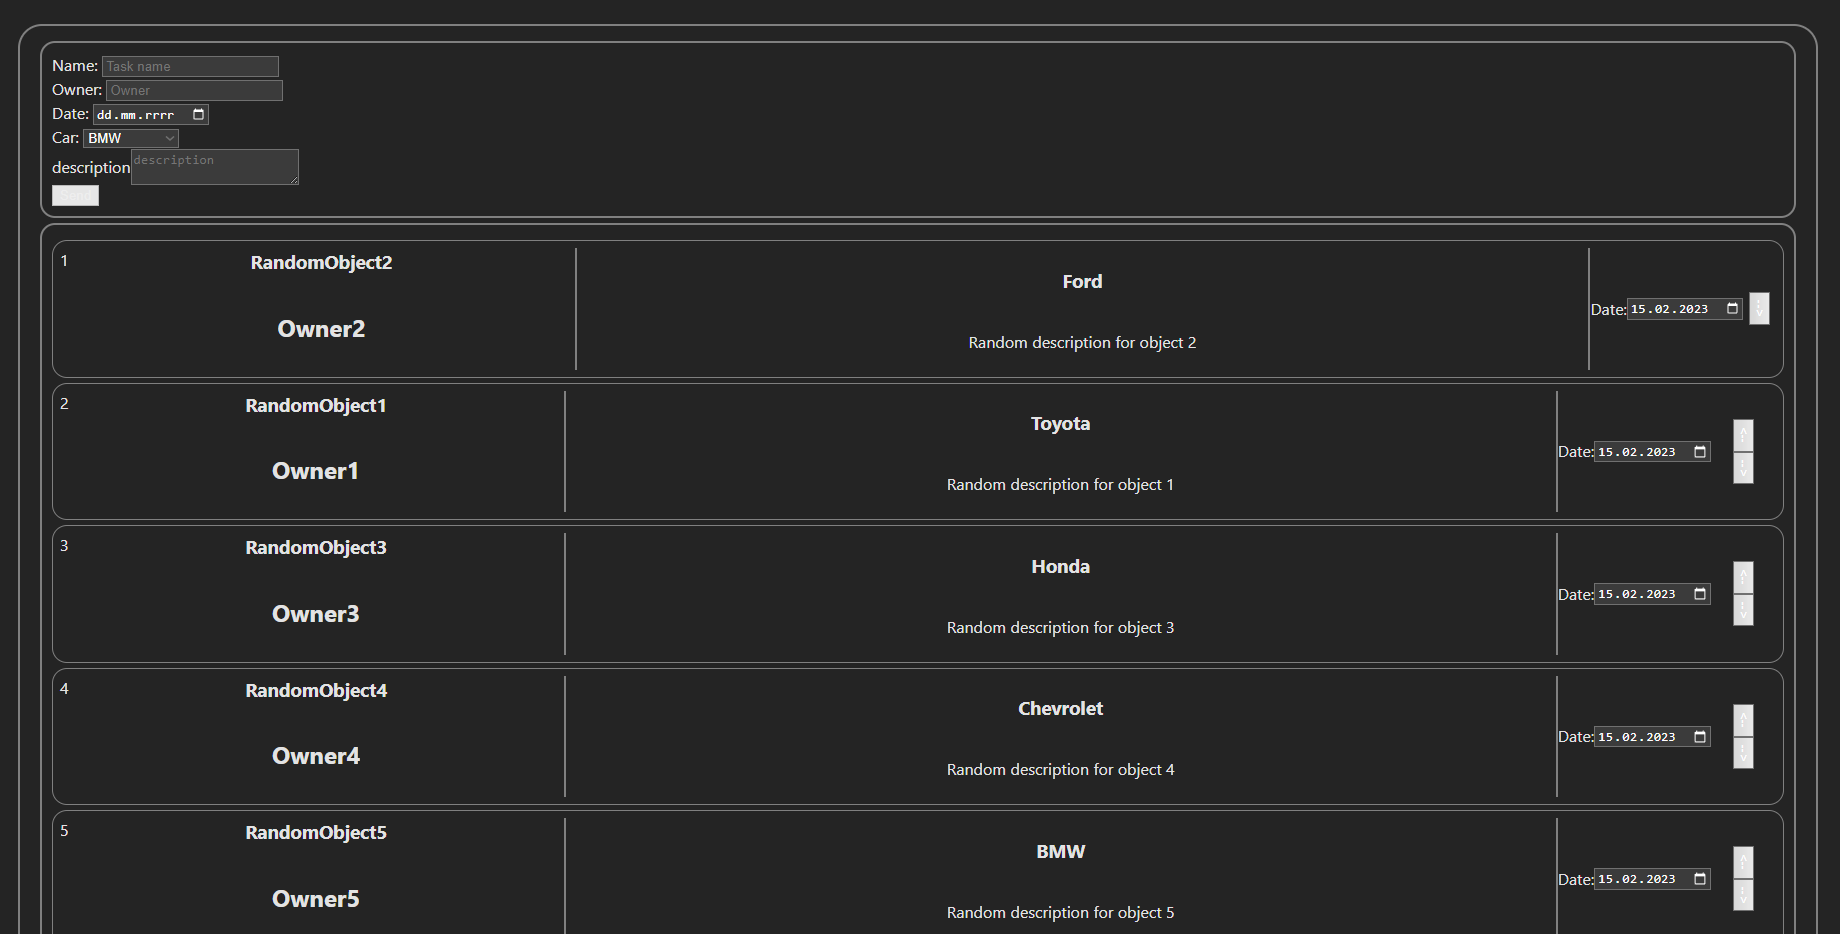 Name: Task name
Owner: Owner
Date: dd.mm.rrrr
Car: BMW
description description
1
RandomObject2
Owner2
Ford
Random description for object 2
Date: 15.02.2023
2
RandomObject1
Owner1
Toyota
Random description for object 1
Date: 15.02.2023
3
RandomObject3
Owner3
Honda
Random description for object 3
Date: 15.02.2023
4
RandomObject4
Owner4
Chevrolet
Random description for object 4
Date: 15.02.2023
5
RandomObject5
Owner5
BMW
Random description for object 5
Date: 15.02.2023